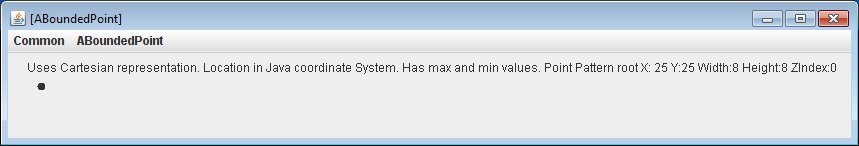 [ABoundedPoint]
Common ABoundedPoint
Uses Cartesian representation. Location in Java coordinate System. Has max and min values. Point Pattern root X: 25 Y:25 Width:8 Height:8 ZIndex:0